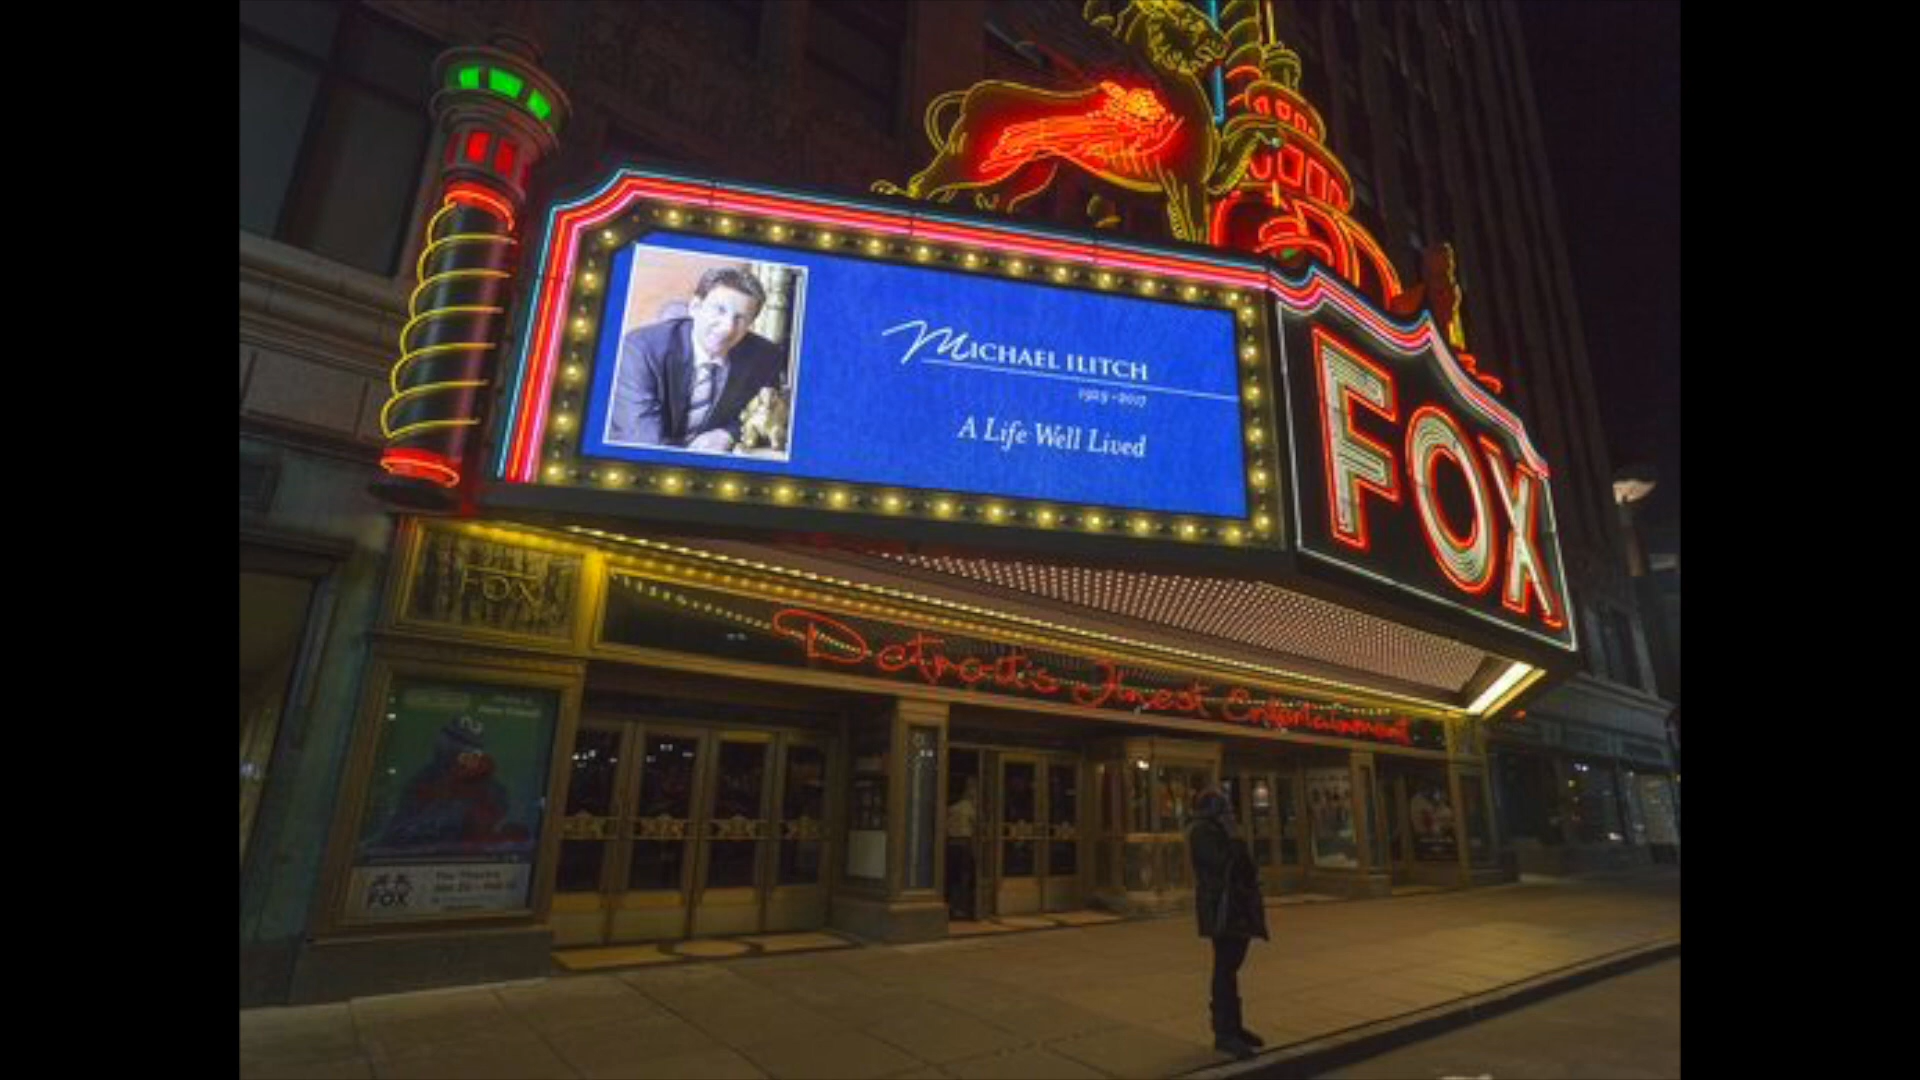 MICHAEL ILITCH
1929-2017
A Life Well Lived
FOX
FOX
Detroit's Finest Entertainment
FOX